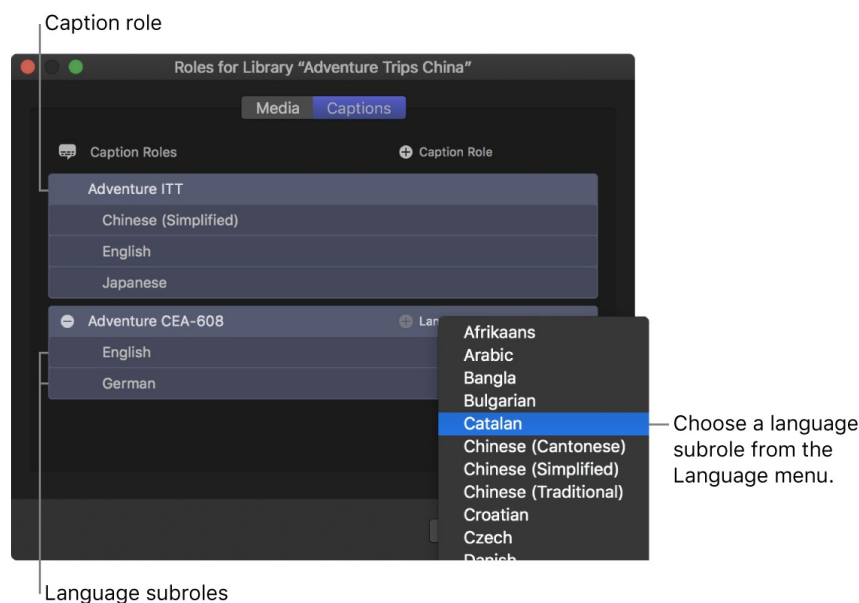 Caption role
Roles for Library “Adventure Trips China”
Media Captions
Caption Roles
Caption Role
Adventure ITT
Chinese (Simplified)
English
Japanese
Adventure CEA-608
English
German
Afrikaans
Arabic
Bangla
Bulgarian
Catalan
Chinese (Cantonese)
Chinese (Simplified)
Chinese (Traditional)
Croatian
Czech
Danish
Choose a language
subrole from the
Language menu.
Language subroles